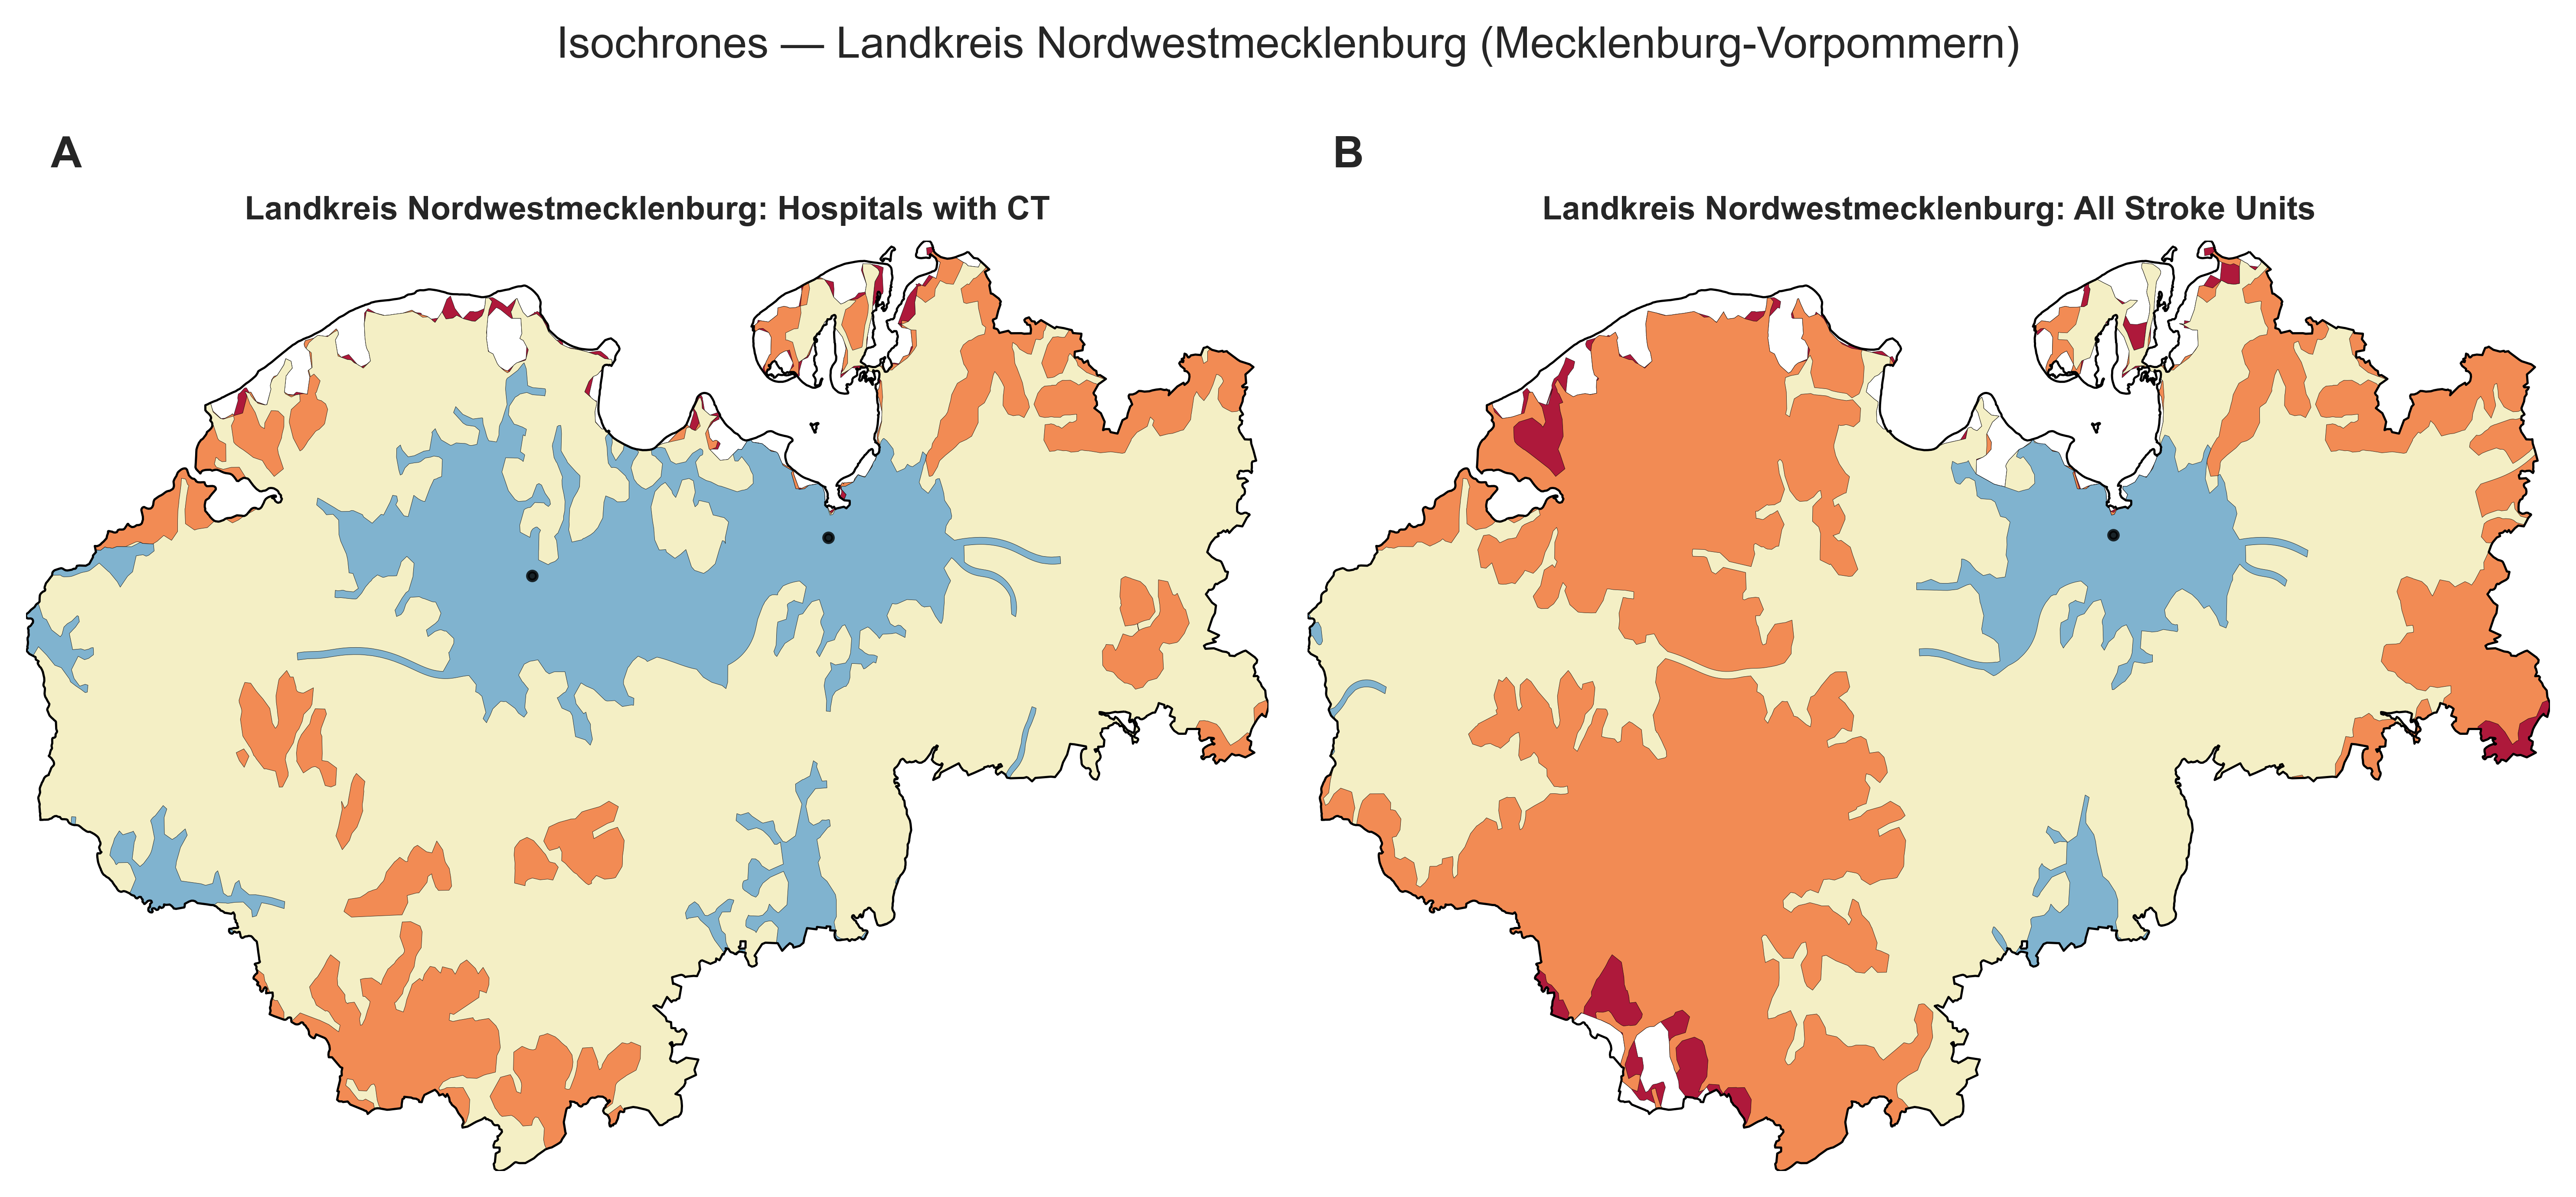 Isochrones — Landkreis Nordwestmecklenburg (Mecklenburg-Vorpommern)
A
B
Landkreis Nordwestmecklenburg: Hospitals with CT
Landkreis Nordwestmecklenburg: All Stroke Units